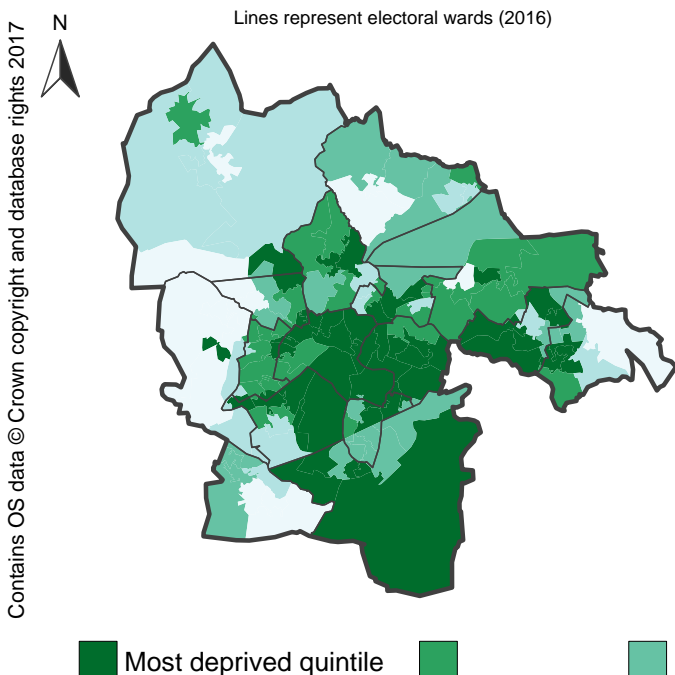 Lines represent electoral wards (2016)
N
Contains OS data © Crown copyright and database rights 2017
Most deprived quintile